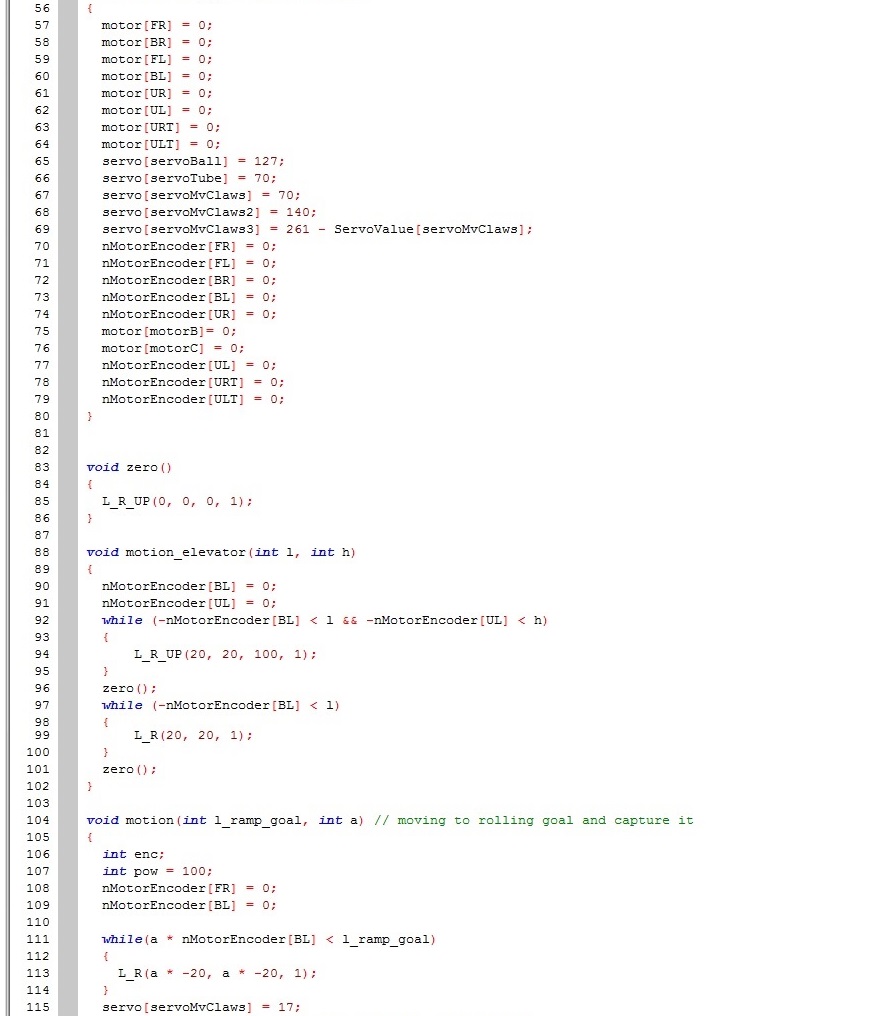 56 {
57 motor[FR] = 0;
58 motor[BR] = 0;
59 motor[FL] = 0;
60 motor[BL] = 0;
61 motor[UR] = 0;
62 motor[UL] = 0;
63 motor[URT] = 0;
64 motor[ULT] = 0;
65 servo[servoBall] = 127;
66 servo[servoTube] = 70;
67 servo[servoMvClaws] = 70;
68 servo[servoMvClaws2] = 140;
69 servo[servoMvClaws3] = 261 - ServoValue[servoMvClaws];
70 nMotorEncoder[FR] = 0;
71 nMotorEncoder[FL] = 0;
72 nMotorEncoder[BR] = 0;
73 nMotorEncoder[BL] = 0;
74 nMotorEncoder[UR] = 0;
75 motor[motorB]= 0;
76 motor[motorC] = 0;
77 nMotorEncoder[UL] = 0;
78 nMotorEncoder[URT] = 0;
79 nMotorEncoder[ULT] = 0;
80 }
81
82
83 void zero()
84 {
85 L_R_UP(0, 0, 0, 1);
86 }
87
88 void motion_elevator(int l, int h)
89 {
90 nMotorEncoder[BL] = 0;
91 nMotorEncoder[UL] = 0;
92 while (-nMotorEncoder[BL] < l && -nMotorEncoder[UL] < h)
93 {
94 L_R_UP(20, 20, 100, 1);
95 }
96 zero();
97 while (-nMotorEncoder[BL] < l)
98 {
99 L_R(20, 20, 1);
100 }
101 zero();
102 }
103
104 void motion(int l_ramp_goal, int a) // moving to rolling goal and capture it
105 {
106 int enc;
107 int pow = 100;
108 nMotorEncoder[FR] = 0;
109 nMotorEncoder[BL] = 0;
110
111 while(a * nMotorEncoder[BL] < l_ramp_goal)
112 {
113 L_R(a * -20, a * -20, 1);
114 }
115 servo[servoMvClaws] = 17;